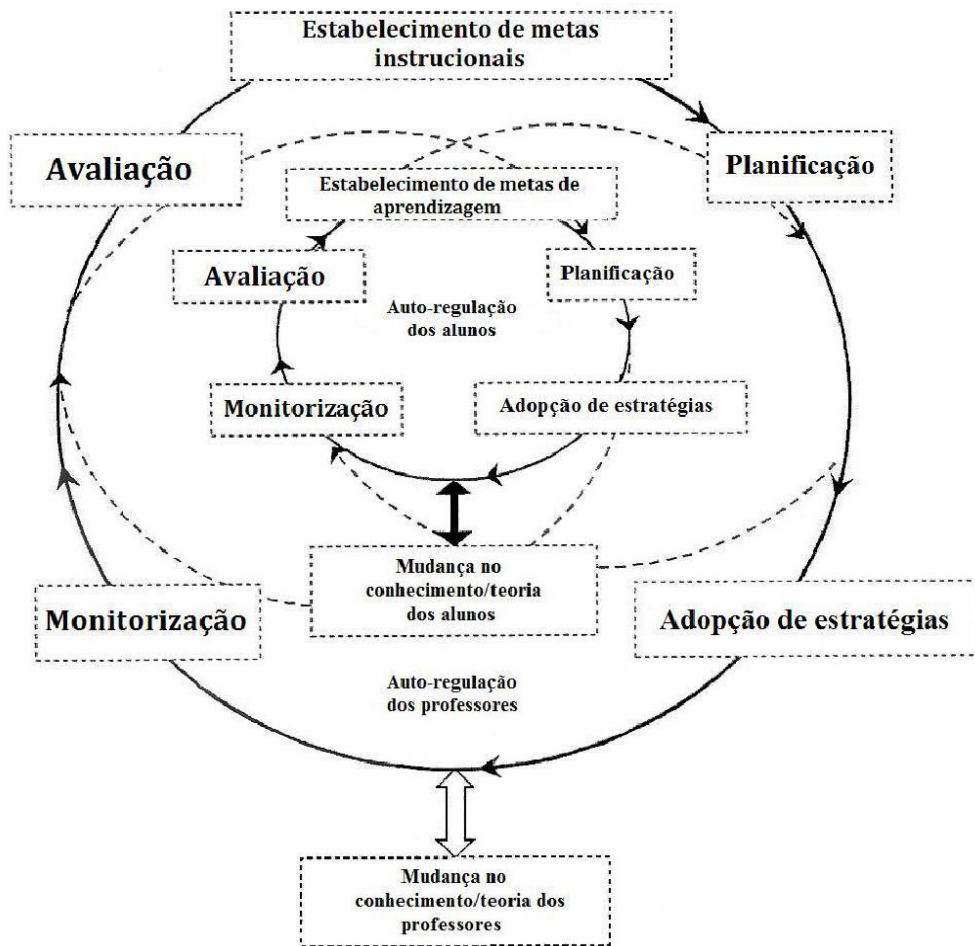 Estabelecimento de metas
instrucionais
Avaliação
Planificação
Estabelecimento de metas de
aprendizagem
Avaliação
Planificação
Auto-regulação
dos alunos
Monitorização
Adopção de estratégias
Mudança no
conhecimento/teoria
dos alunos
Monitorização
Adopção de estratégias
Auto-regulação
dos professores
Mudança no
conhecimento/teoria dos
professores